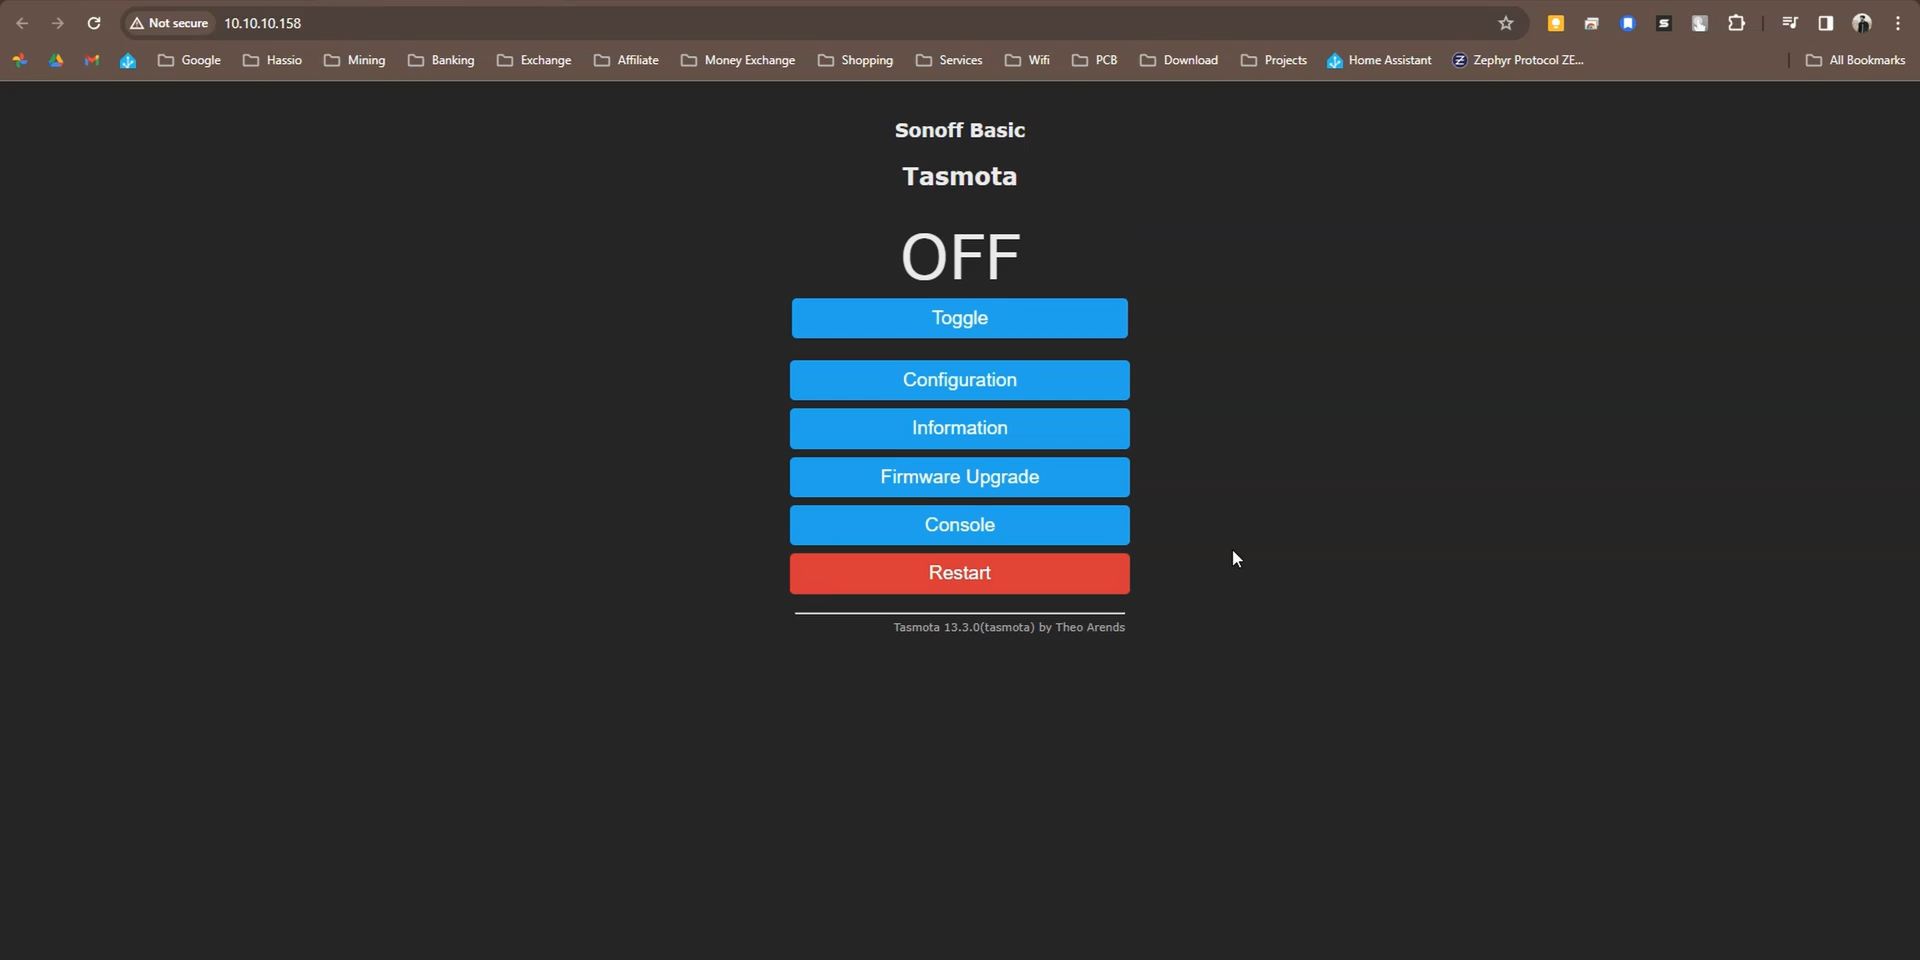 Not secure 10.10.10.158
Google Hassio Mining Banking Exchange Affiliate Money Exchange Shopping Services Wifi PCB Download Projects Home Assistant Zephyr Protocol ZE... All Bookmarks
Sonoff Basic
Tasmota
OFF
Toggle
Configuration
Information
Firmware Upgrade
Console
Restart
Tasmota 13.3.0(tasmota) by Theo Arends